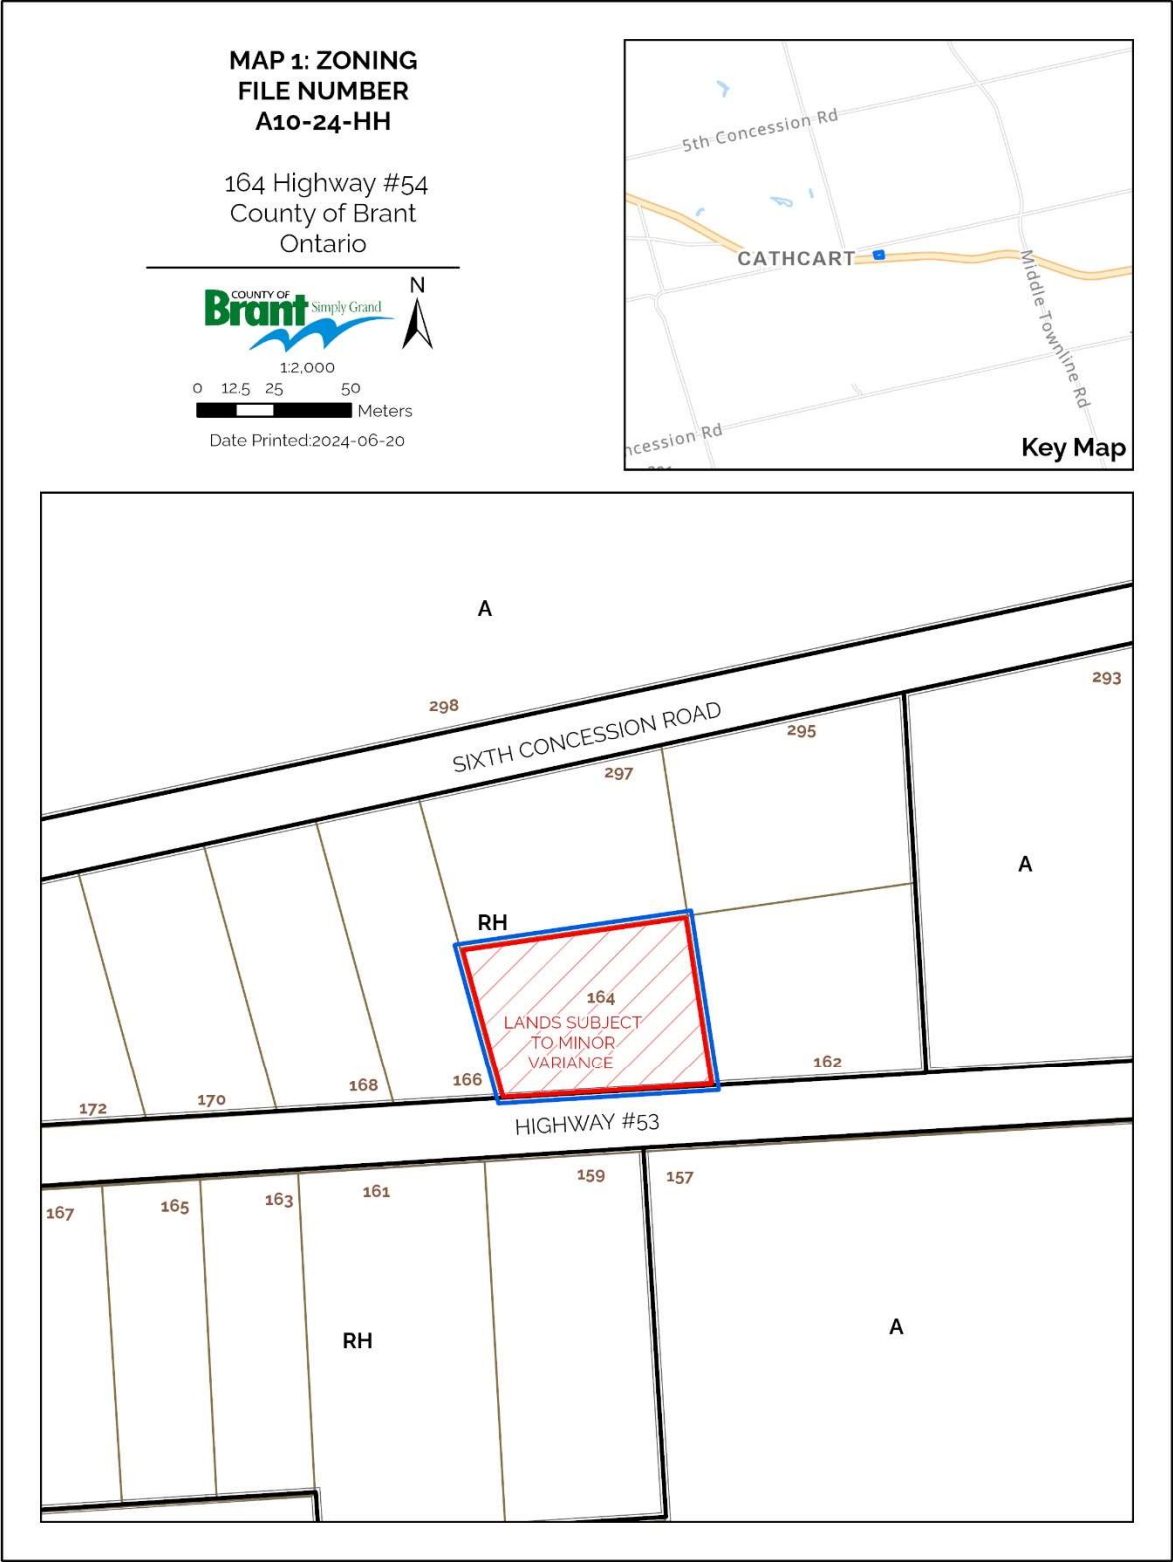 MAP 1: ZONING
FILE NUMBER
A10-24-HH
164 Highway #54
County of Brant
Ontario
COUNTY OF
Brant Simply Grand
N
1:2,000
0 12.5 25 50
Meters
Date Printed:2024-06-20
5th Concession Rd
CATHCART
Middle Townline Rd
ncession Rd
Key Map
A
298
SIXTH CONCESSION ROAD
293
295
297
A
RH
164
LANDS SUBJECT
TO MINOR
VARIANCE
162
166
168
170
172
HIGHWAY #53
167
165
163
161
159
157
RH
A